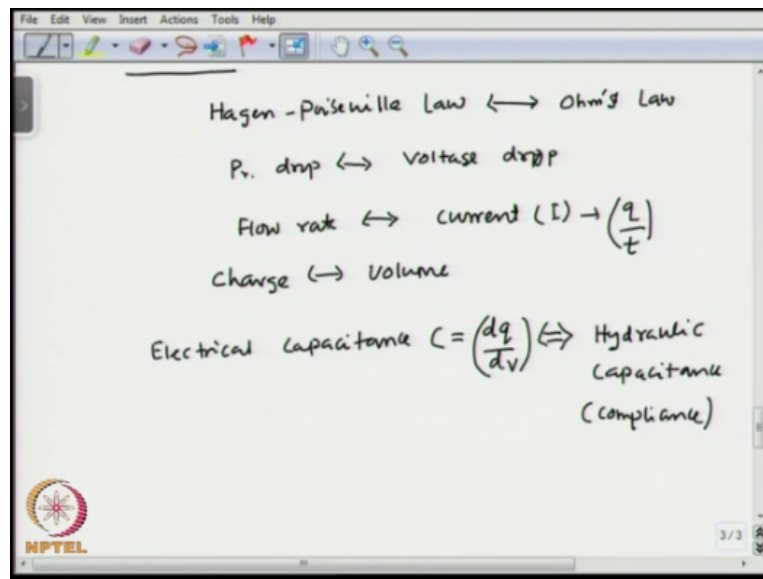 File Edit View Insert Actions Tools Help
Hagen-Poiseuille Law ⟷ Ohm's Law
Pr. drop ⟷ Voltage drop
Flow rate ⟷ Current (I) → (q/t)
Charge ⟷ Volume
Electrical Capacitance C = (dq/dv) ⟺ Hydraulic
Capacitance
(compliance)
NPTEL
3/3